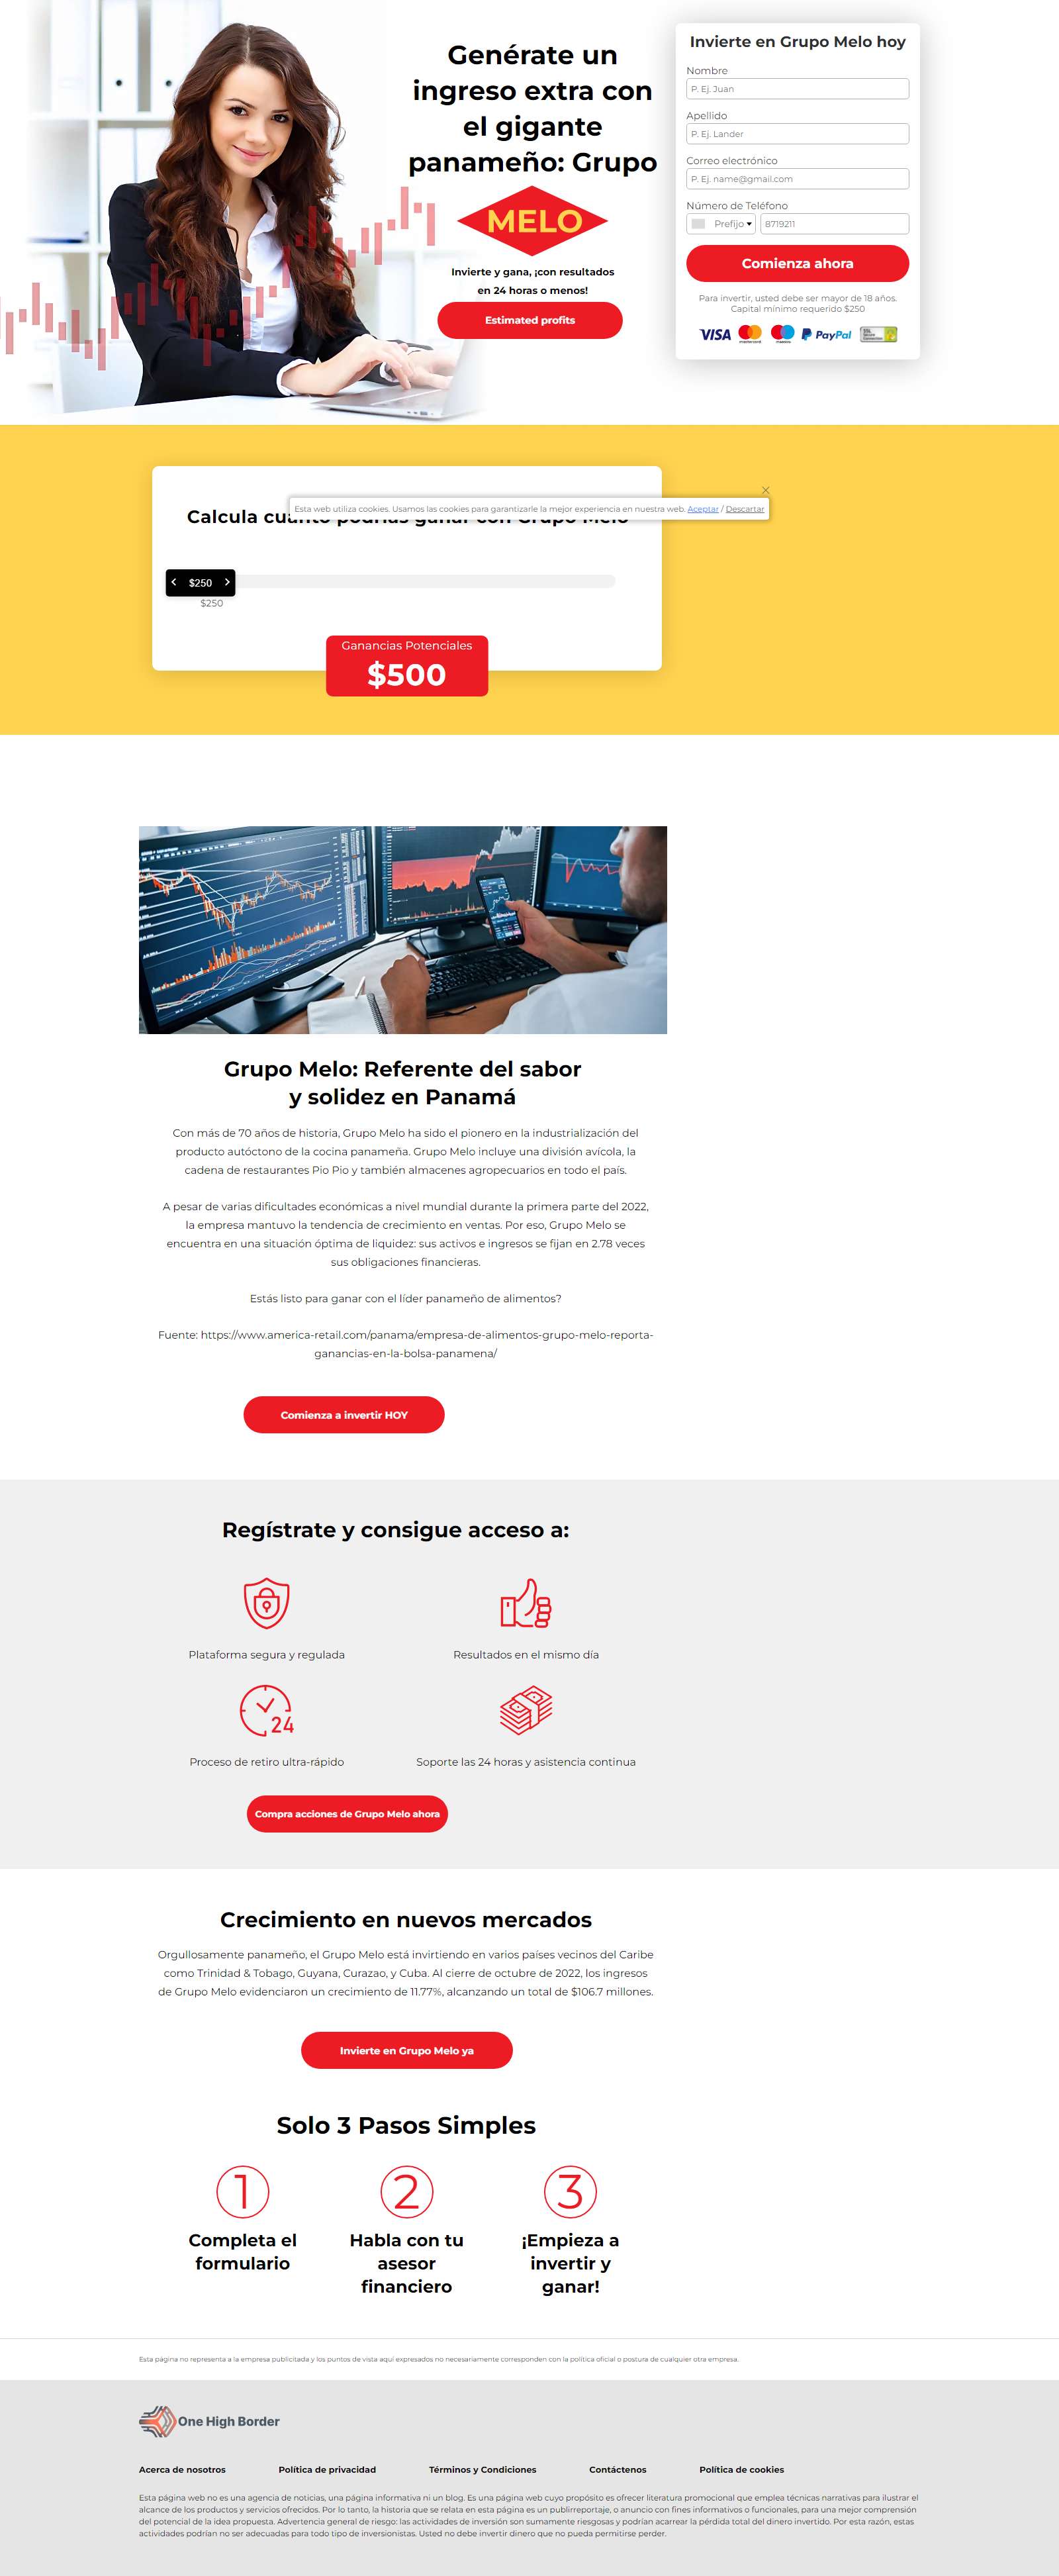 Genérate un
ingreso extra con
el gigante
panameño: Grupo
MELO
Invierte y gana, ¡con resultados
en 24 horas o menos!
Estimated profits
Invierte en Grupo Melo hoy
Nombre
P. Ej. Juan
Apellido
P. Ej. Lander
Correo electrónico
P. Ej. name@gmail.com
Número de Teléfono
Prefijo
8719211
Comienza ahora
Para invertir, usted debe ser mayor de 18 años.
Capital mínimo requerido $250
VISA mastercard maestro PayPal
Esta web utiliza cookies. Usamos las cookies para garantizarle la mejor experiencia en nuestra web. Aceptar / Descartar
Calcula cuánto podrías ganar con Grupo Melo
$250
$250
Ganancias Potenciales
$500
Grupo Melo: Referente del sabor
y solidez en Panamá
Con más de 70 años de historia, Grupo Melo ha sido el pionero en la industrialización del
producto autóctono de la cocina panameña. Grupo Melo incluye una división avícola, la
cadena de restaurantes Pio Pio y también almacenes agropecuarios en todo el país.
A pesar de varias dificultades económicas a nivel mundial durante la primera parte del 2022,
la empresa mantuvo la tendencia de crecimiento en ventas. Por eso, Grupo Melo se
encuentra en una situación óptima de liquidez: sus activos e ingresos se fijan en 2.78 veces
sus obligaciones financieras.
Estás listo para ganar con el líder panameño de alimentos?
Fuente: https://www.america-retail.com/panama/empresa-de-alimentos-grupo-melo-reporta-
ganancias-en-la-bolsa-panamena/
Comienza a invertir HOY
Regístrate y consigue acceso a:
Plataforma segura y regulada
Resultados en el mismo día
24
Proceso de retiro ultra-rápido
Soporte las 24 horas y asistencia continua
Compra acciones de Grupo Melo ahora
Crecimiento en nuevos mercados
Orgullosamente panameño, el Grupo Melo está invirtiendo en varios países vecinos del Caribe
como Trinidad & Tobago, Guyana, Curazao, y Cuba. Al cierre de octubre de 2022, los ingresos
de Grupo Melo evidenciaron un crecimiento de 11.77%, alcanzando un total de $106.7 millones.
Invierte en Grupo Melo ya
Solo 3 Pasos Simples
1
Completa el
formulario
2
Habla con tu
asesor
financiero
3
¡Empieza a
invertir y
ganar!
Esta página no representa a la empresa publicitada y los puntos de vista aquí expresados no necesariamente corresponden con la política oficial o postura de cualquier otra empresa.
One High Border
Acerca de nosotros
Política de privacidad
Términos y Condiciones
Contáctenos
Política de cookies
Esta página web no es una agencia de noticias, una página informativa ni un blog. Es una página web cuyo propósito es ofrecer literatura promocional que emplea técnicas narrativas para ilustrar el
alcance de los productos y servicios ofrecidos. Por lo tanto, la historia que se relata en esta página es un publirreportaje, o anuncio con fines informativos o funcionales, para una mejor comprensión
del potencial de la idea propuesta. Advertencia general de riesgo: las actividades de inversión son sumamente riesgosas y podrían acarrear la pérdida total del dinero invertido. Por esta razón, estas
actividades podrían no ser adecuadas para todo tipo de inversionistas. Usted no debe invertir dinero que no pueda permitirse perder.